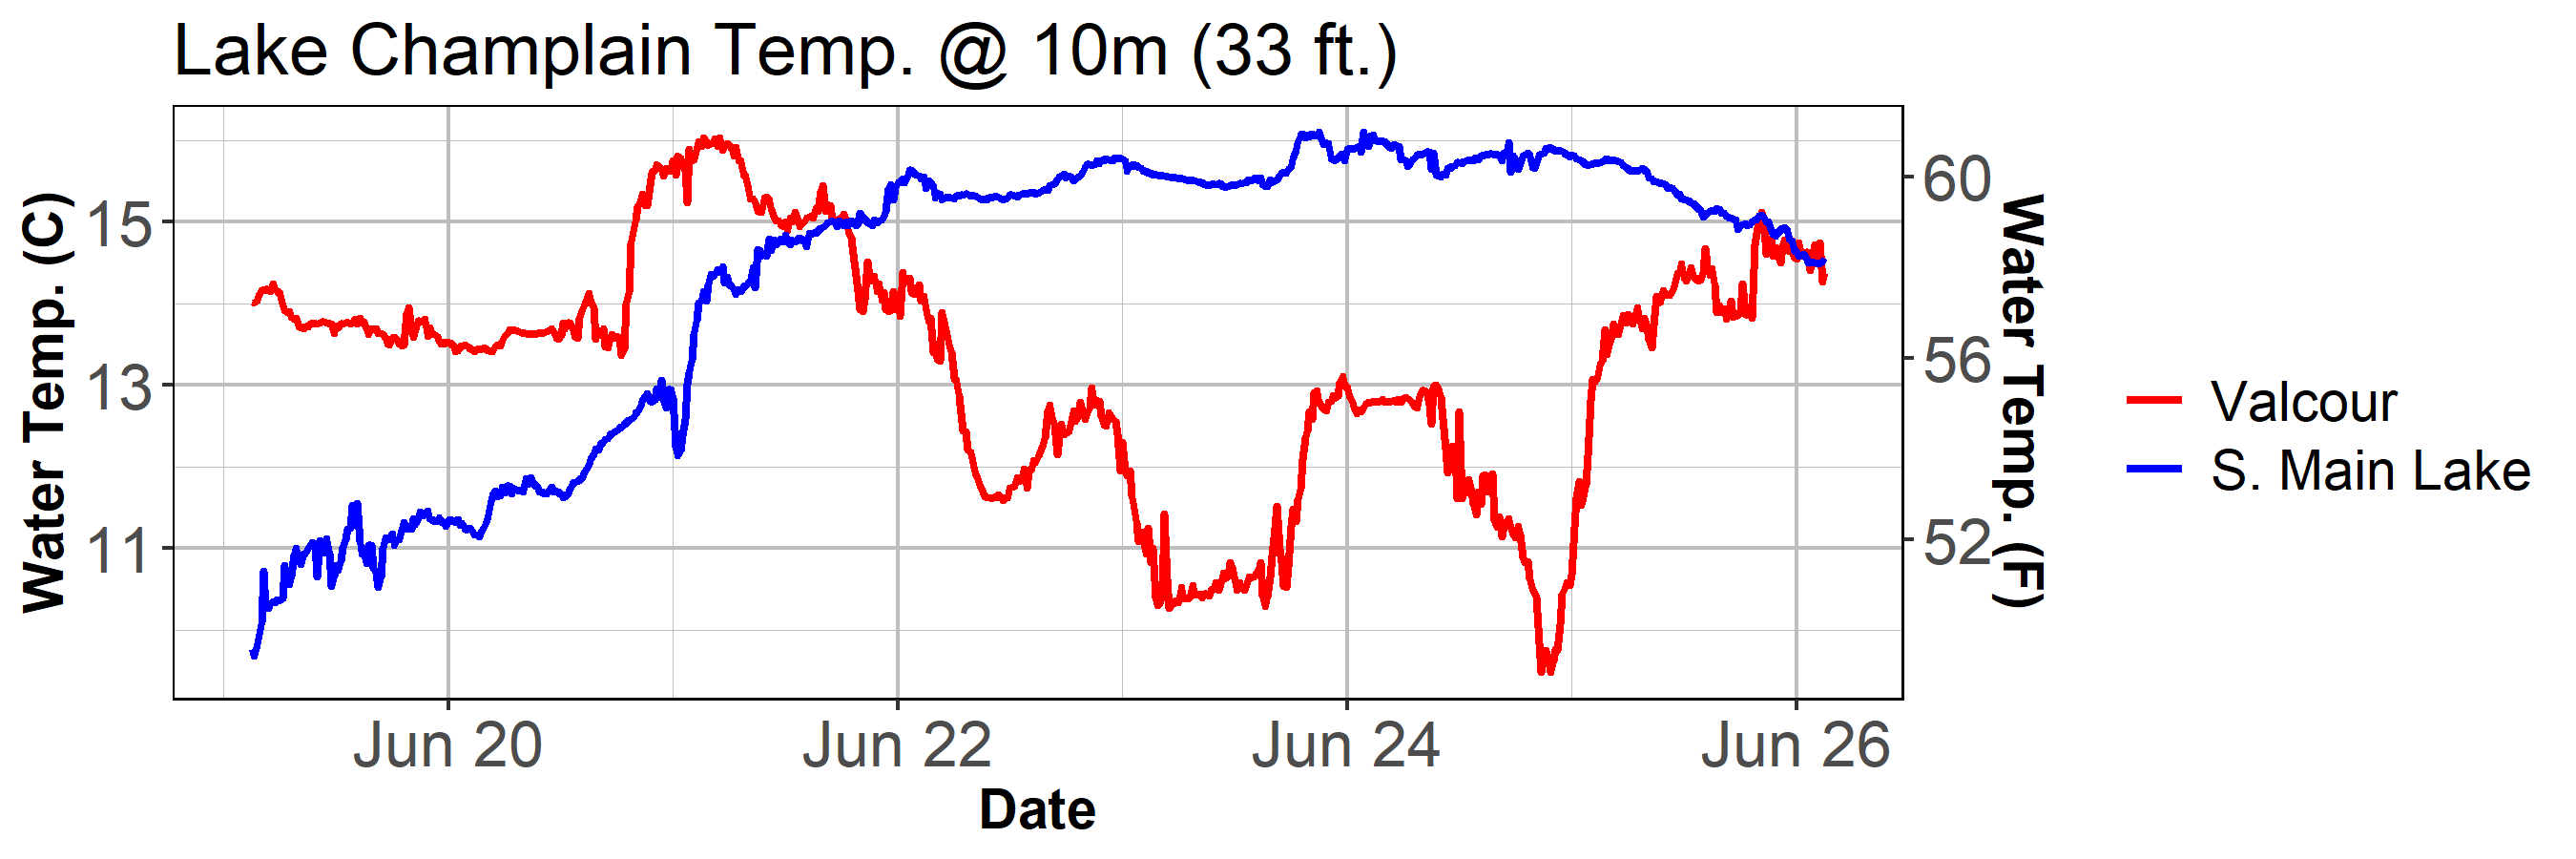 Lake Champlain Temp. @ 10m (33 ft.)
Water Temp. (C)
15
13
11
60
56
52
Water Temp. (F)
Jun 20
Jun 22
Jun 24
Jun 26
Date
Valcour
S. Main Lake